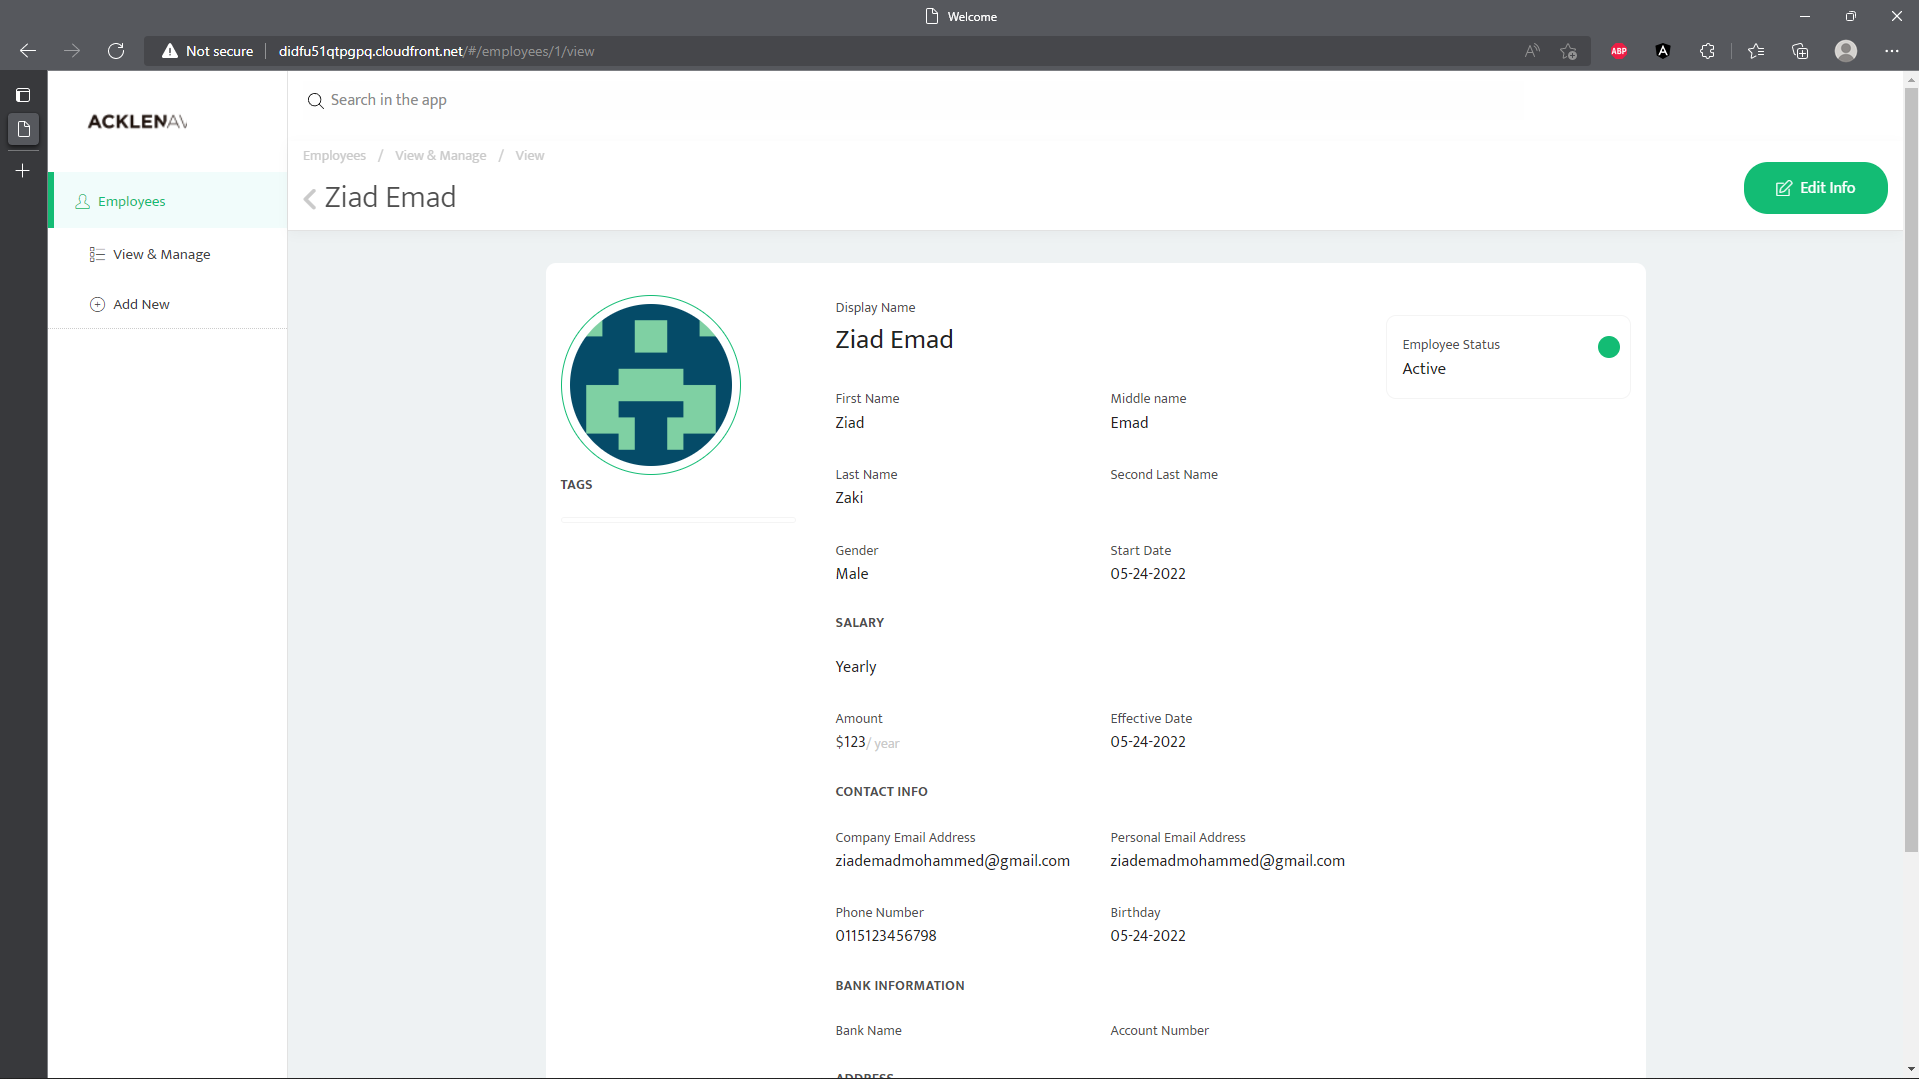 Welcome
Not secure
didfu51qtpgpq.cloudfront.net/#/employees/1/view
ABP
A
ACKLENAV
Search in the app
Employees / View & Manage / View
Ziad Emad
Edit Info
Employees
View & Manage
Add New
TAGS
Display Name
Ziad Emad
Employee Status
Active
First Name
Middle name
Ziad
Emad
Last Name
Second Last Name
Zaki
Gender
Start Date
Male
05-24-2022
SALARY
Yearly
Amount
Effective Date
$123/ year
05-24-2022
CONTACT INFO
Company Email Address
Personal Email Address
ziademadmohammed@gmail.com
ziademadmohammed@gmail.com
Phone Number
Birthday
0115123456798
05-24-2022
BANK INFORMATION
Bank Name
Account Number
ADDRESS